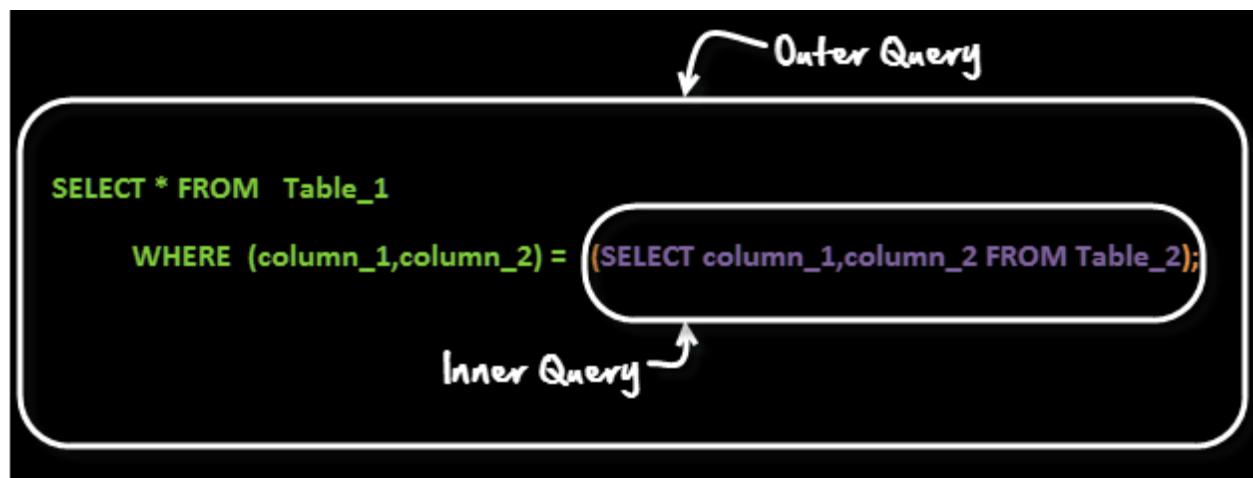 Outer Query
SELECT * FROM Table_1
WHERE (column_1,column_2) = (SELECT column_1,column_2 FROM Table_2);
Inner Query